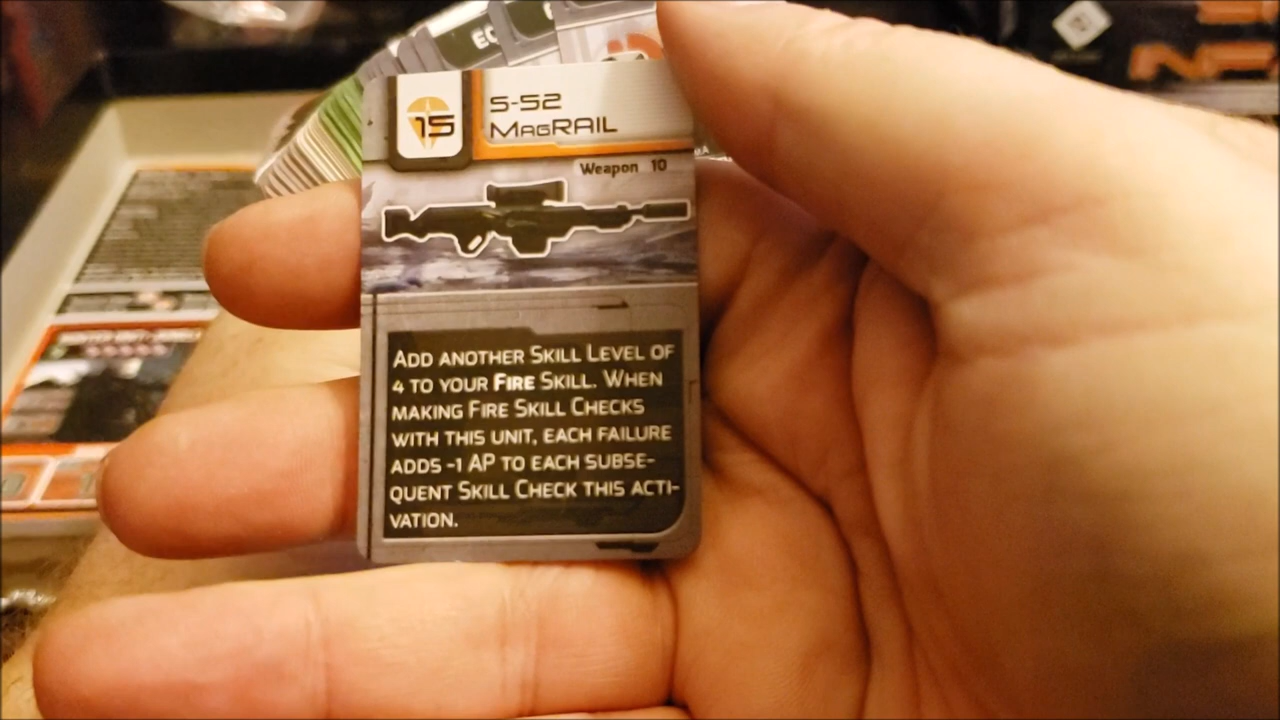 EC
15
S-52
MAGRAIL
Weapon 10
ADD ANOTHER SKILL LEVEL OF
4 TO YOUR FIRE SKILL. WHEN
MAKING FIRE SKILL CHECKS
WITH THIS UNIT, EACH FAILURE
ADDS -1 AP TO EACH SUBSE-
QUENT SKILL CHECK THIS ACTI-
VATION.